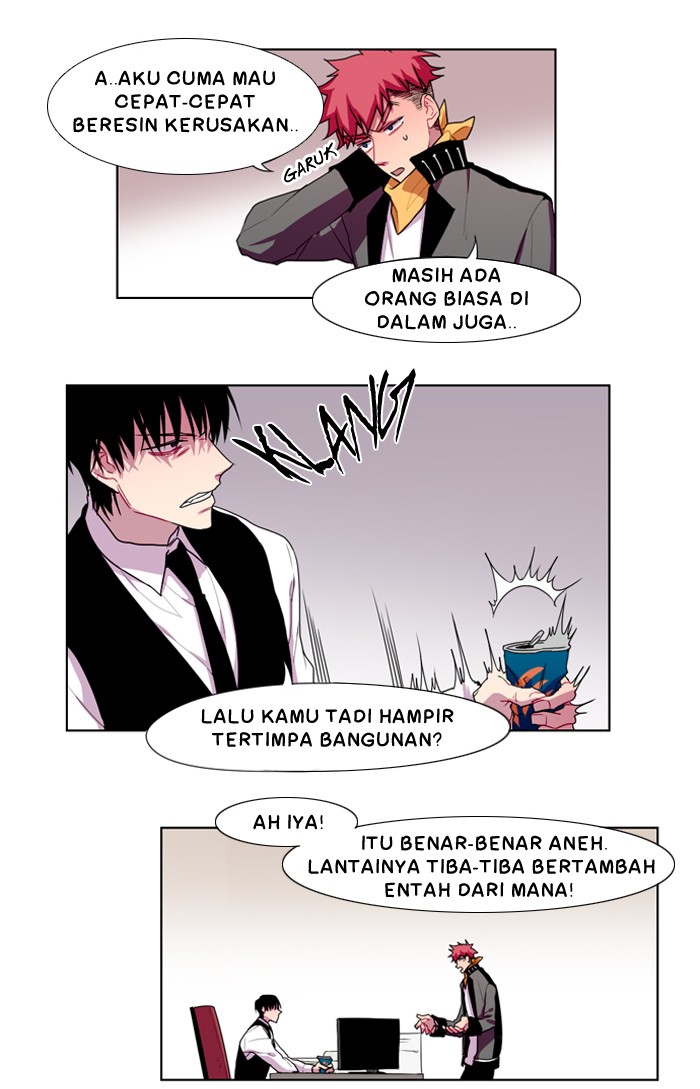 A..AKU CUMA MAU
CEPAT-CEPAT
BERESIN KERUSAKAN..
GARUK
MASIH ADA
ORANG BIASA DI
DALAM JUGA..
KLANG
LALU KAMU TADI HAMPIR
TERTIMPA BANGUNAN?
AH IYA!
ITU BENAR-BENAR ANEH.
LANTAINYA TIBA-TIBA BERTAMBAH
ENTAH DARI MANA!